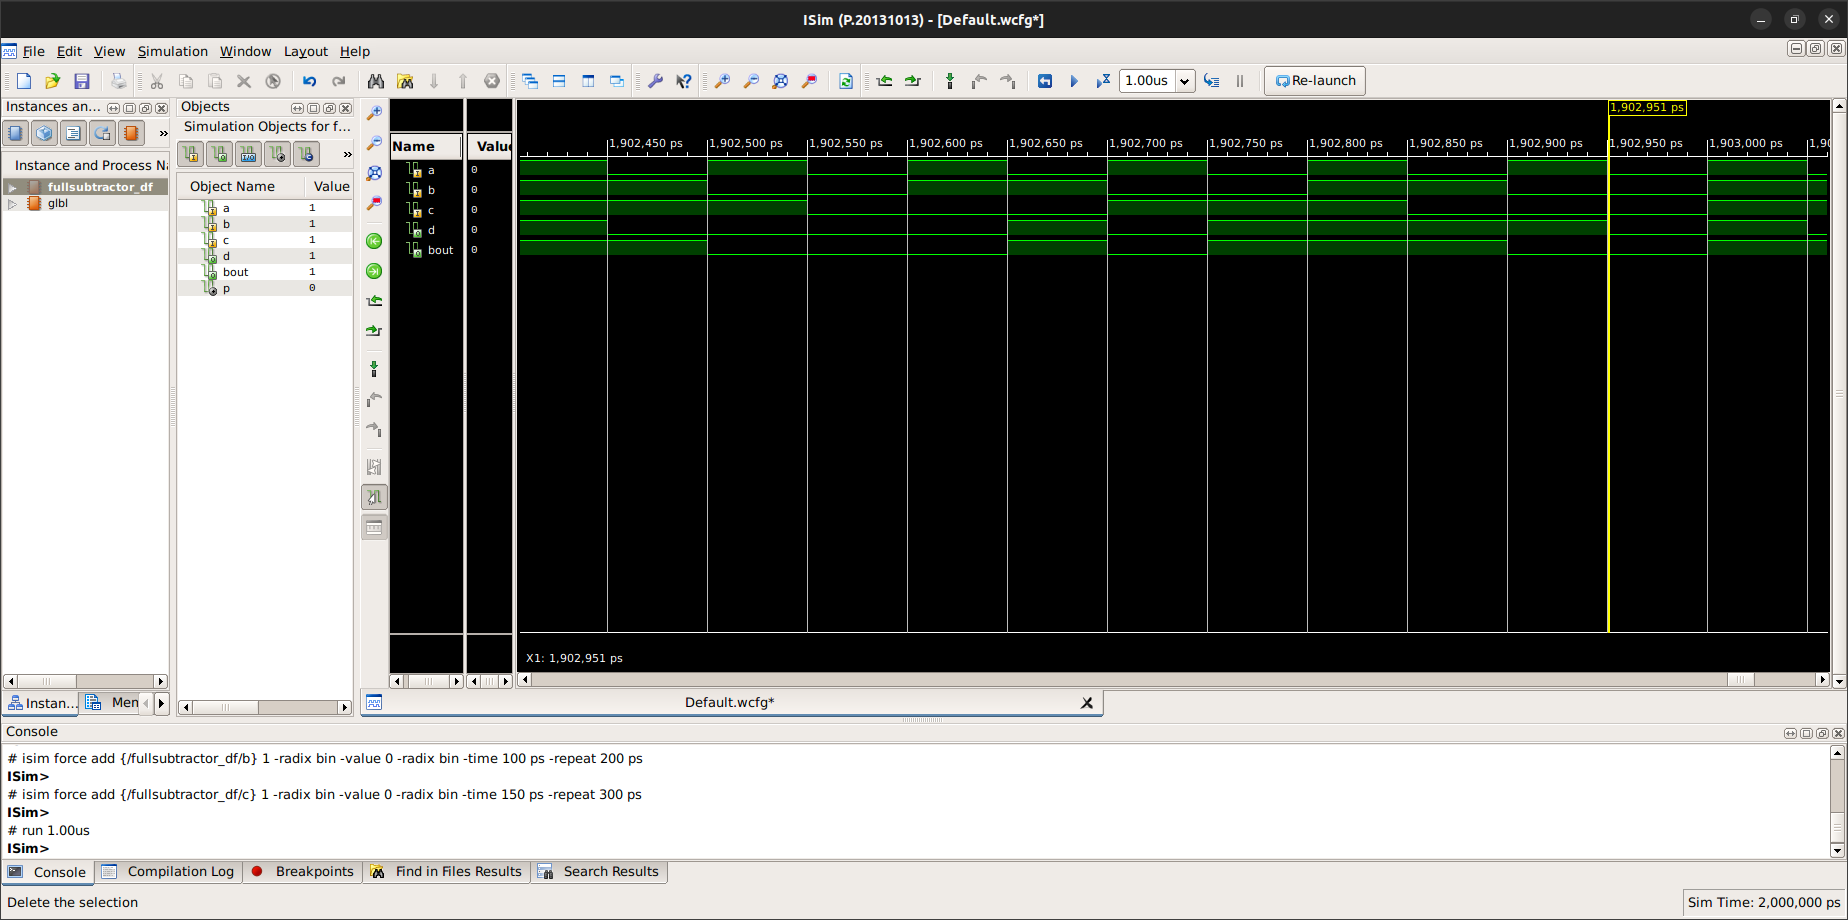 ISim (P.20131013) - [Default.wcfg*]
File Edit View Simulation Window Layout Help
1.00us
Re-launch
Instances an...
Instance and Process Na
fullsubtractor_df
glbl
Instan...
Men
Objects
Simulation Objects for f...
Object Name Value
a 1
b 1
c 1
d 1
bout 1
p 0
Name Value
a 0
b 0
c 0
d 0
bout 0
1,902,951 ps
1,902,450 ps 1,902,500 ps 1,902,550 ps 1,902,600 ps 1,902,650 ps 1,902,700 ps 1,902,750 ps 1,902,800 ps 1,902,850 ps 1,902,900 ps 1,902,950 ps 1,903,000 ps 1,90
X1: 1,902,951 ps
Default.wcfg*
Console
# isim force add {/fullsubtractor_df/b} 1 -radix bin -value 0 -radix bin -time 100 ps -repeat 200 ps
ISim>
# isim force add {/fullsubtractor_df/c} 1 -radix bin -value 0 -radix bin -time 150 ps -repeat 300 ps
ISim>
# run 1.00us
ISim>
Console Compilation Log Breakpoints Find in Files Results Search Results
Delete the selection
Sim Time: 2,000,000 ps